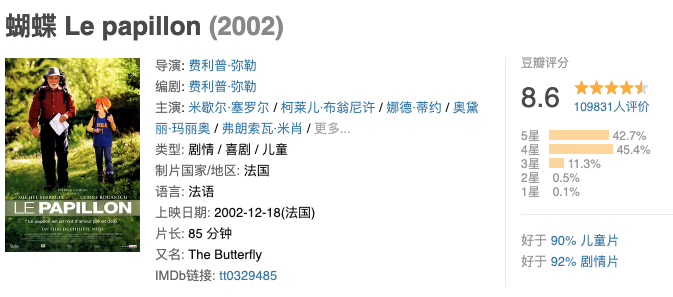 蝴蝶 Le papillon (2002)
导演: 费利普·弥勒
编剧: 费利普·弥勒
主演: 米歇尔·塞罗尔 / 柯莱儿·布翁尼许 / 娜德·蒂约 / 奥黛
丽·玛丽奥 / 弗朗索瓦·米肖 / 更多...
类型: 剧情 / 喜剧 / 儿童
制片国家/地区: 法国
语言: 法语
上映日期: 2002-12-18(法国)
片长: 85 分钟
又名: The Butterfly
IMDb链接: tt0329485
MICHEL SERRAULT CLAIRE BOUANICH
LE PAPILLON
UN FILM DE PHILIPPE MUYL
豆瓣评分
8.6
109831人评价
5星 42.7%
4星 45.4%
3星 11.3%
2星 0.5%
1星 0.1%
好于 90% 儿童片
好于 92% 剧情片